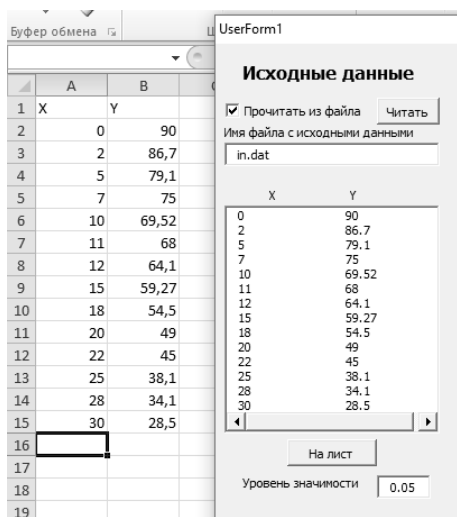 Буфер обмена
UserForm1
A B
1 X Y
2 0 90
3 2 86,7
4 5 79,1
5 7 75
6 10 69,52
7 11 68
8 12 64,1
9 15 59,27
10 18 54,5
11 20 49
12 22 45
13 25 38,1
14 28 34,1
15 30 28,5
16
17
18
19
Исходные данные
Прочитать из файла Читать
Имя файла с исходными данными
in.dat
X Y
0 90
2 86.7
5 79.1
7 75
10 69.52
11 68
12 64.1
15 59.27
18 54.5
20 49
22 45
25 38.1
28 34.1
30 28.5
На лист
Уровень значимости 0.05